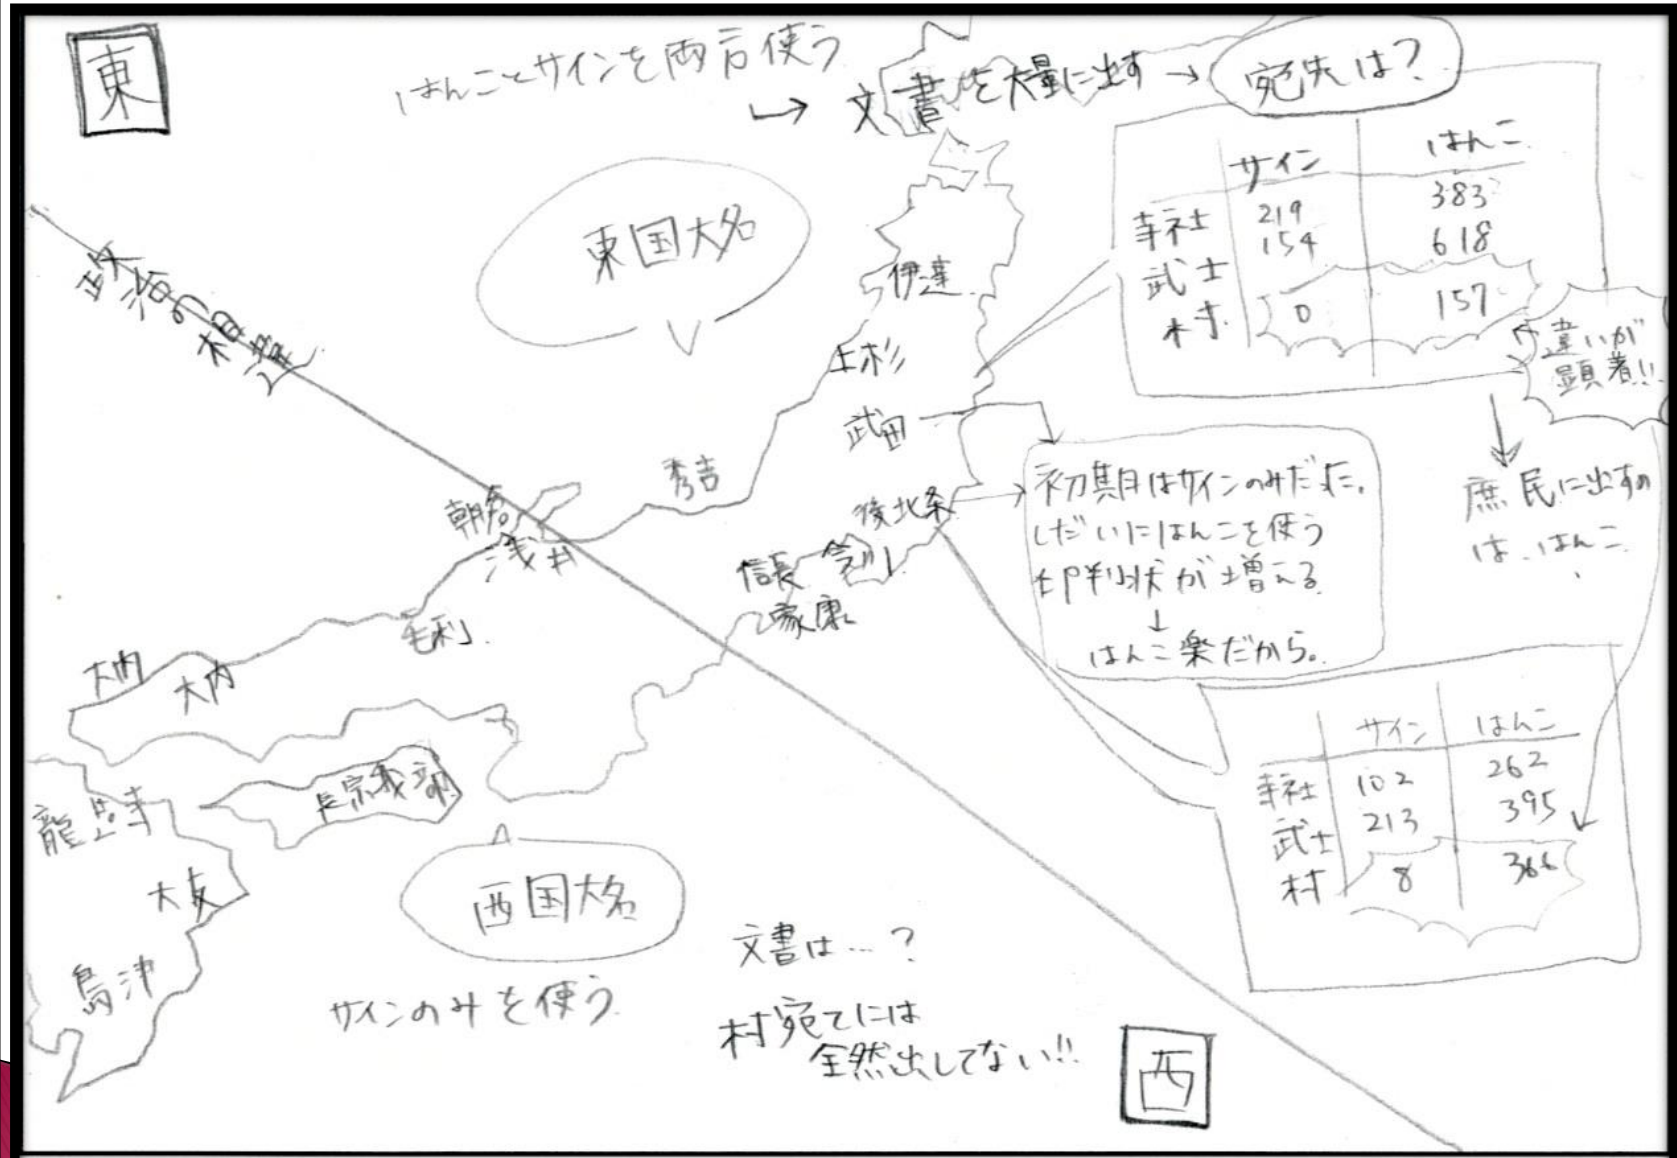 東
はんことサインを両方使う
↳ 文書を大量に出す → 宛先は?
サイン はんこ
寺社 219 383
武士 154 618
村 0 157
違いが
顕著!!
庶民に出すの
は、はんこ
政治の相違
東国大名
伊達
上杉
武田
後北条
秀吉
朝倉
浅井
信長 今川
家康
毛利
大内
大内
初期はサインのみだった。
しだいにはんこを使う
印判状が増える
↓
はんこ楽だから。
サイン はんこ
寺社 102 262
武士 213 395
村 8 366
長宗我部
龍造寺
大友
島津
西国大名
サインのみを使う
文書は…?
村宛てには
全然出してない!!
西